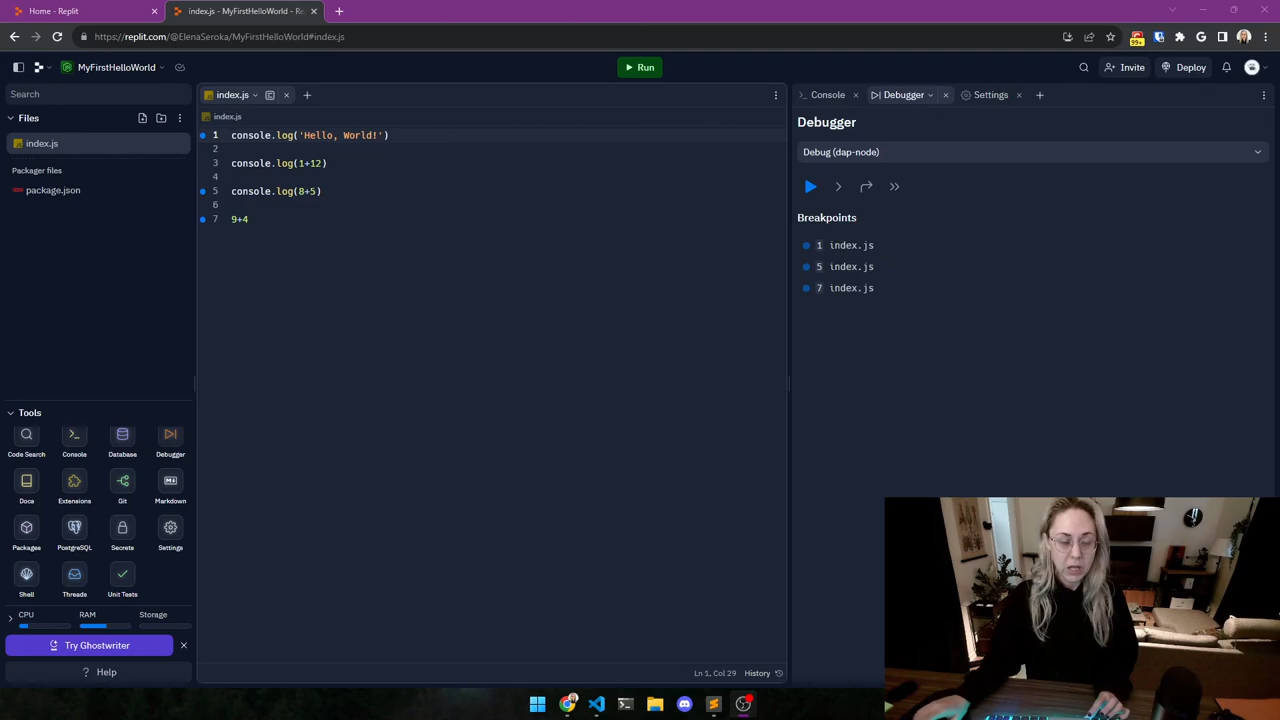 Home - Replit
index.js - MyFirstHelloWorld - Re
https://replit.com/@ElenaSeroka/MyFirstHelloWorld#index.js
99+
MyFirstHelloWorld
Run
Invite
Deploy
Search
Files
index.js
Packager files
package.json
index.js
index.js
1 console.log('Hello, World!')
2
3 console.log(1+12)
4
5 console.log(8+5)
6
7 9+4
Console
Debugger
Settings
Debugger
Debug (dap-node)
Breakpoints
1 index.js
5 index.js
7 index.js
Tools
Code Search
Console
Database
Debugger
Docs
Extensions
Git
Markdown
Packages
PostgreSQL
Secrets
Settings
Shell
Threads
Unit Tests
CPU
RAM
Storage
Try Ghostwriter
? Help
Ln 1, Col 29
History